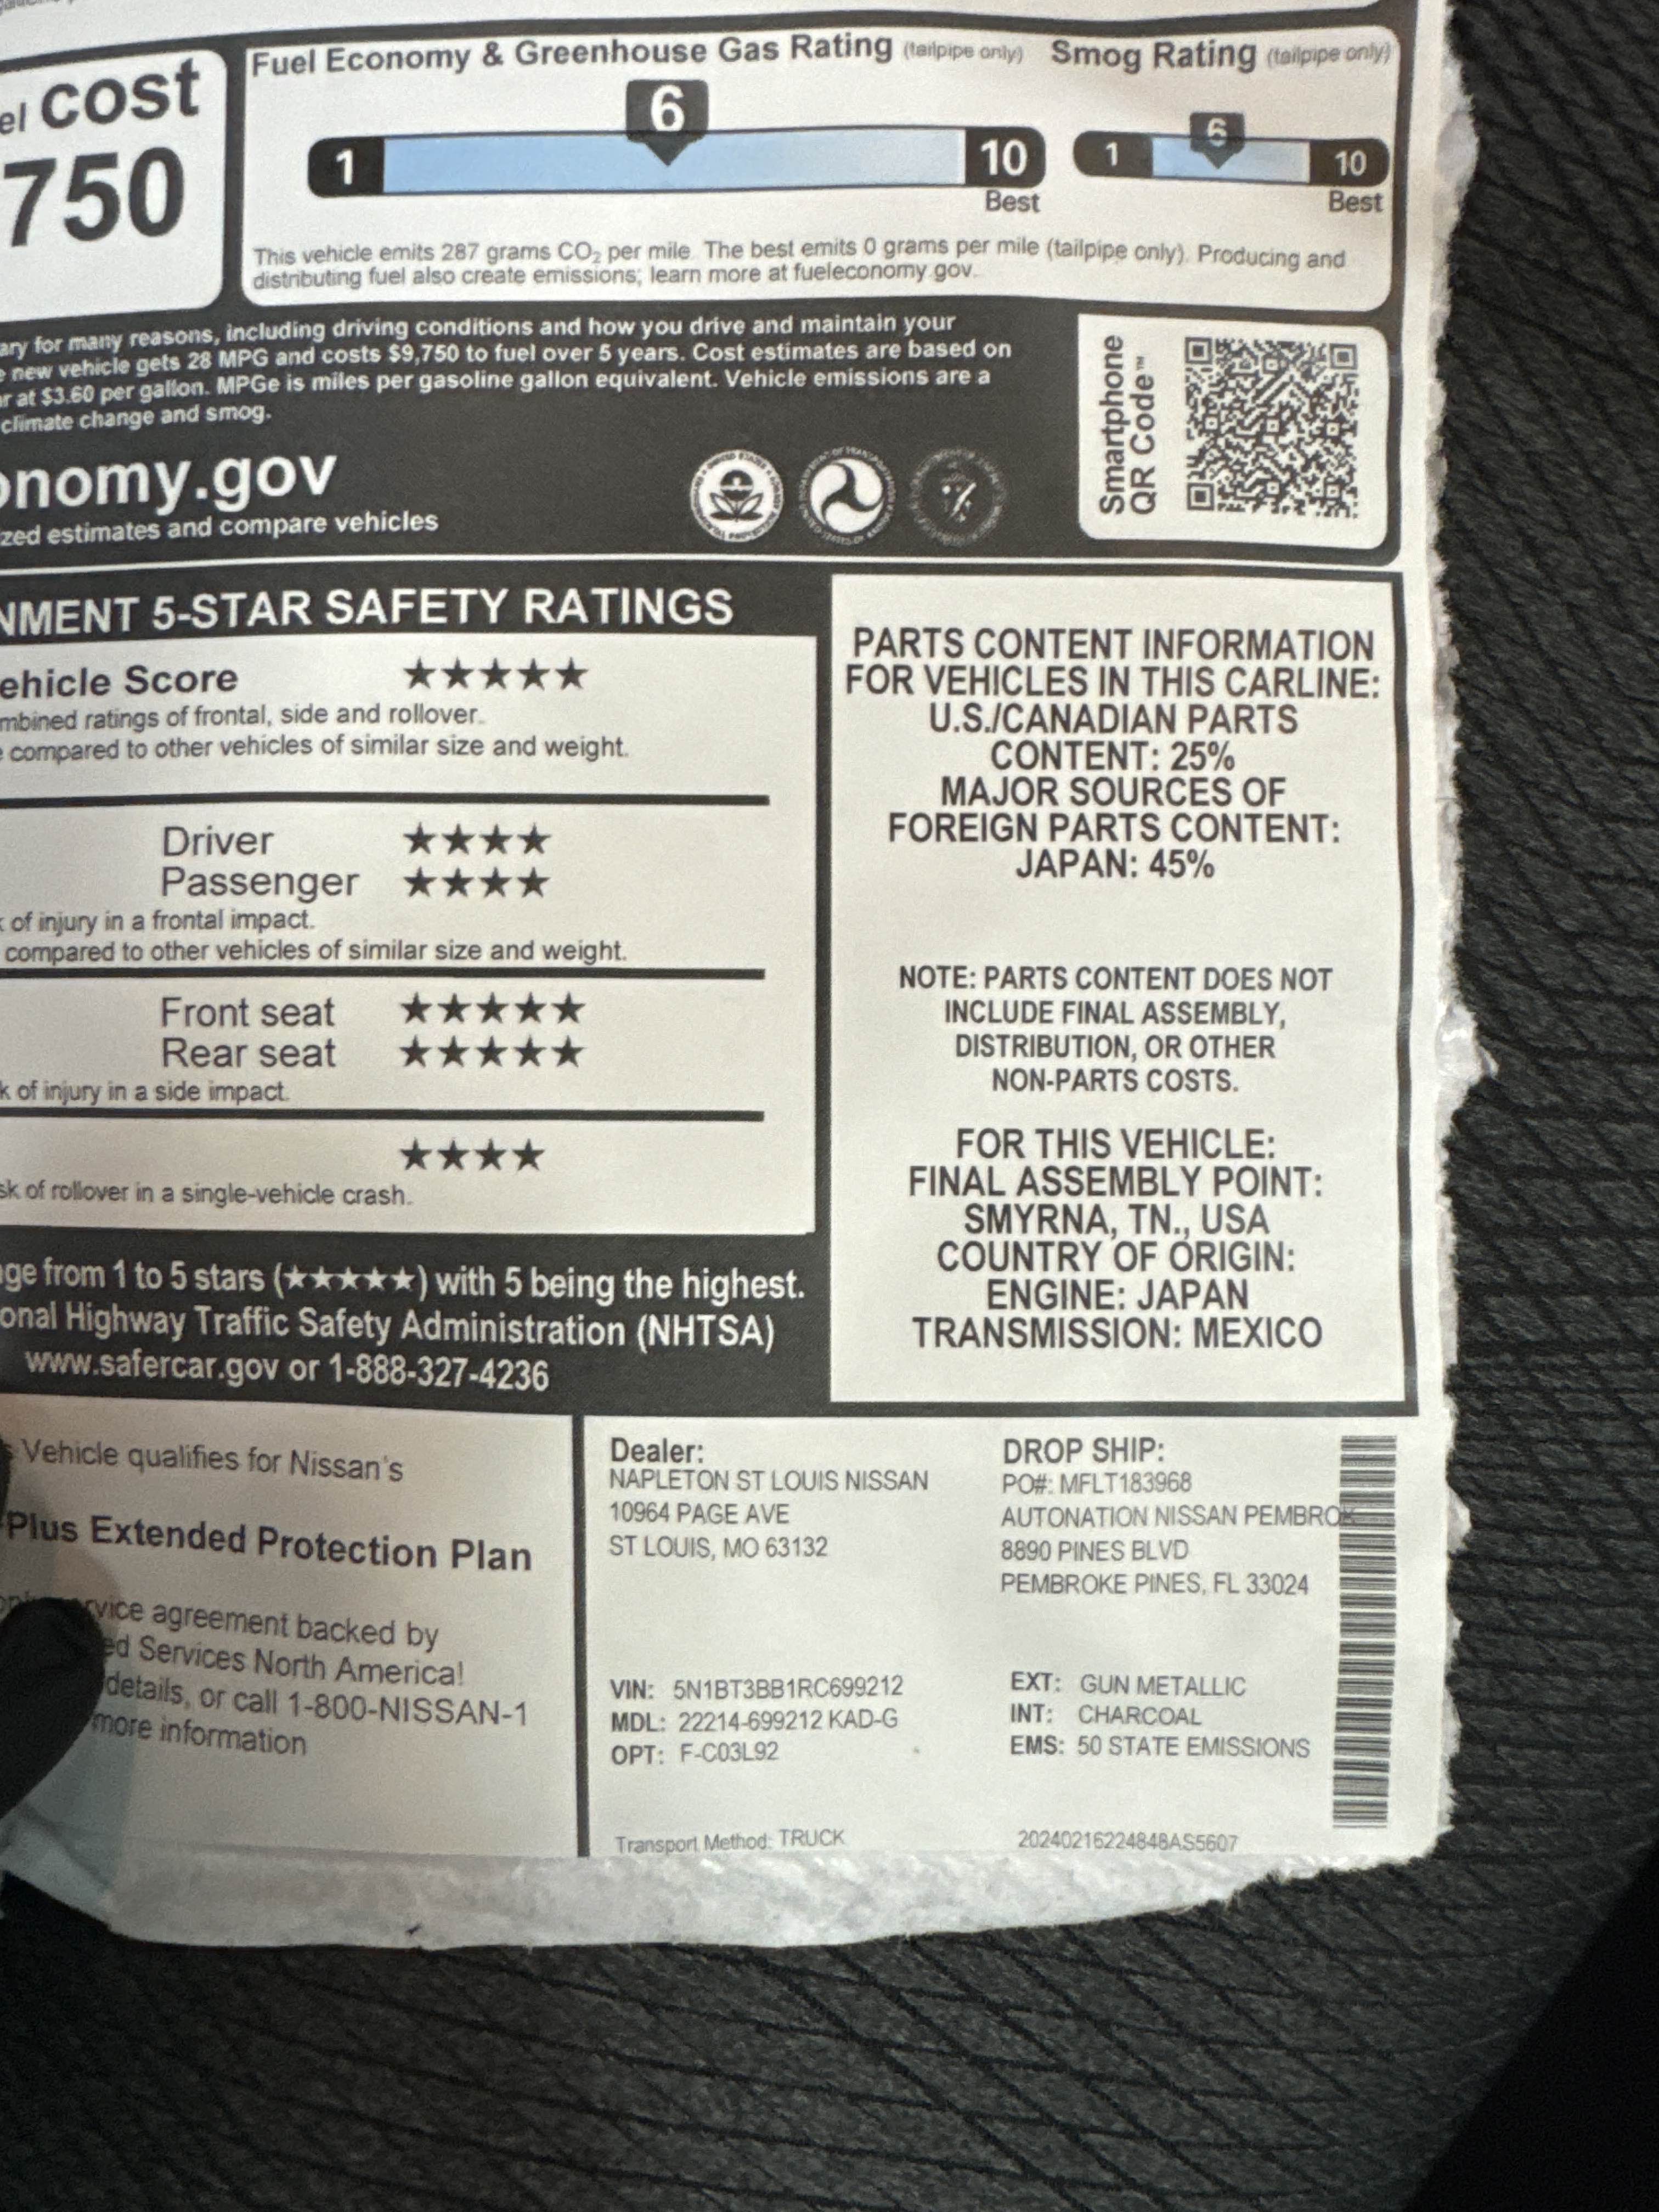 cost
750
Fuel Economy & Greenhouse Gas Rating (tailpipe only)
6
1
10
Best
Smog Rating (tailpipe only)
6
1
10
Best
This vehicle emits 287 grams CO₂ per mile. The best emits 0 grams per mile (tailpipe only). Producing and
distributing fuel also create emissions; learn more at fueleconomy.gov.
ary for many reasons, including driving conditions and how you drive and maintain your
new vehicle gets 28 MPG and costs $9,750 to fuel over 5 years. Cost estimates are based on
r at $3.60 per gallon. MPGe is miles per gasoline gallon equivalent. Vehicle emissions are a
climate change and smog.
onomy.gov
zed estimates and compare vehicles
Smartphone
QR Code™
NMENT 5-STAR SAFETY RATINGS
ehicle Score ★★★★★
mbined ratings of frontal, side and rollover.
compared to other vehicles of similar size and weight.
Driver ★★★★
Passenger ★★★★
of injury in a frontal impact.
compared to other vehicles of similar size and weight.
Front seat ★★★★★
Rear seat ★★★★★
k of injury in a side impact.
★★★★
sk of rollover in a single-vehicle crash.
ge from 1 to 5 stars (★★★★★) with 5 being the highest.
onal Highway Traffic Safety Administration (NHTSA)
www.safercar.gov or 1-888-327-4236
PARTS CONTENT INFORMATION
FOR VEHICLES IN THIS CARLINE:
U.S./CANADIAN PARTS
CONTENT: 25%
MAJOR SOURCES OF
FOREIGN PARTS CONTENT:
JAPAN: 45%
NOTE: PARTS CONTENT DOES NOT
INCLUDE FINAL ASSEMBLY,
DISTRIBUTION, OR OTHER
NON-PARTS COSTS.
FOR THIS VEHICLE:
FINAL ASSEMBLY POINT:
SMYRNA, TN., USA
COUNTRY OF ORIGIN:
ENGINE: JAPAN
TRANSMISSION: MEXICO
s Vehicle qualifies for Nissan's
Plus Extended Protection Plan
rvice agreement backed by
ed Services North America!
details, or call 1-800-NISSAN-1
more information
Dealer:
NAPLETON ST LOUIS NISSAN
10964 PAGE AVE
ST LOUIS, MO 63132
DROP SHIP:
PO#: MFLT183968
AUTONATION NISSAN PEMBROK
8890 PINES BLVD
PEMBROKE PINES, FL 33024
VIN: 5N1BT3BB1RC699212
MDL: 22214-699212 KAD-G
OPT: F-C03L92
EXT: GUN METALLIC
INT: CHARCOAL
EMS: 50 STATE EMISSIONS
Transport Method: TRUCK
20240216224848AS5607